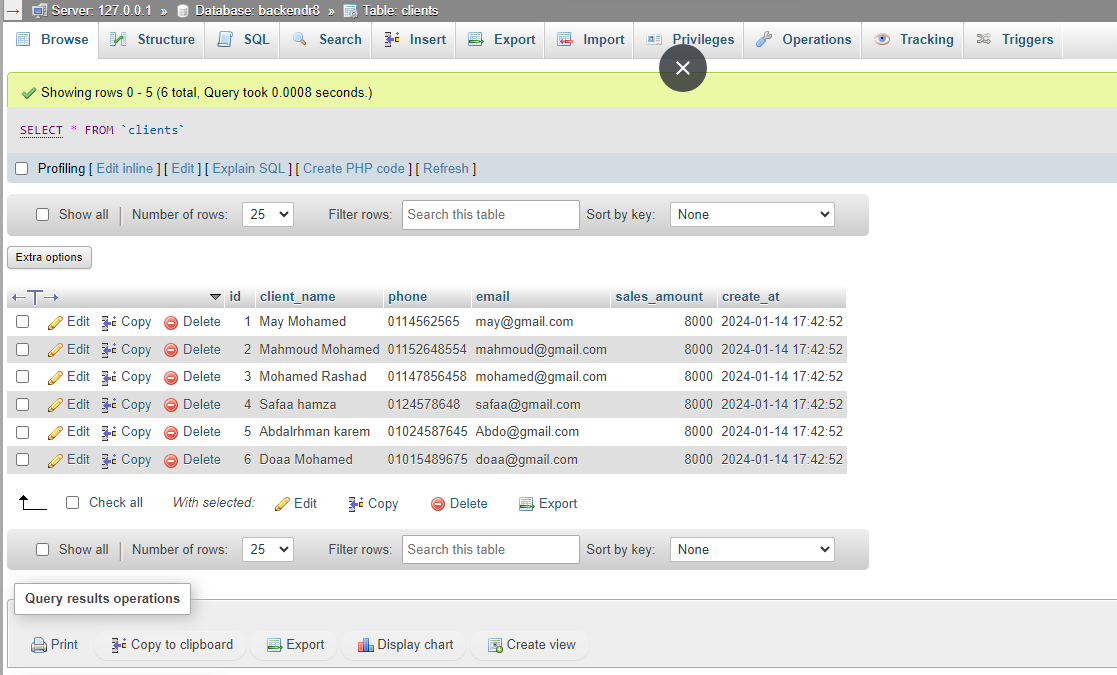 Server: 127.0.0.1 » Database: backendr8 » Table: clients
Browse Structure SQL Search Insert Export Import Privileges Operations Tracking Triggers
Showing rows 0 - 5 (6 total, Query took 0.0008 seconds.)
SELECT * FROM `clients`
Profiling [ Edit inline ] [ Edit ] [ Explain SQL ] [ Create PHP code ] [ Refresh ]
Show all | Number of rows: 25 Filter rows: Search this table Sort by key: None
Extra options
←T→ id client_name phone email sales_amount create_at
Edit Copy Delete 1 May Mohamed 0114562565 may@gmail.com 8000 2024-01-14 17:42:52
Edit Copy Delete 2 Mahmoud Mohamed 01152648554 mahmoud@gmail.com 8000 2024-01-14 17:42:52
Edit Copy Delete 3 Mohamed Rashad 01147856458 mohamed@gmail.com 8000 2024-01-14 17:42:52
Edit Copy Delete 4 Safaa hamza 0124578648 safaa@gmail.com 8000 2024-01-14 17:42:52
Edit Copy Delete 5 Abdalrhman karem 01024587645 Abdo@gmail.com 8000 2024-01-14 17:42:52
Edit Copy Delete 6 Doaa Mohamed 01015489675 doaa@gmail.com 8000 2024-01-14 17:42:52
Check all With selected: Edit Copy Delete Export
Show all | Number of rows: 25 Filter rows: Search this table Sort by key: None
Query results operations
Print Copy to clipboard Export Display chart Create view